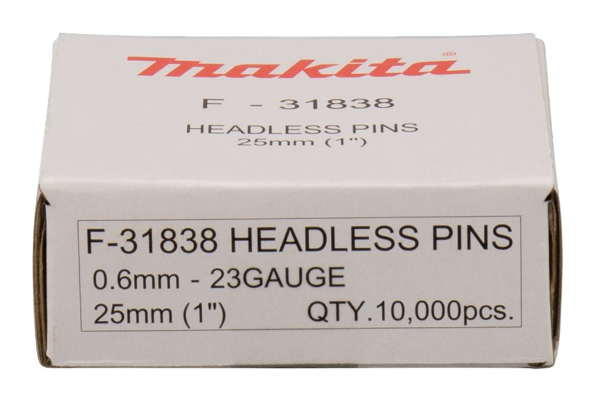 Makita®
F - 31838
HEADLESS PINS
25mm (1")
F-31838 HEADLESS PINS
0.6mm - 23GAUGE
25mm (1") QTY.10,000pcs.